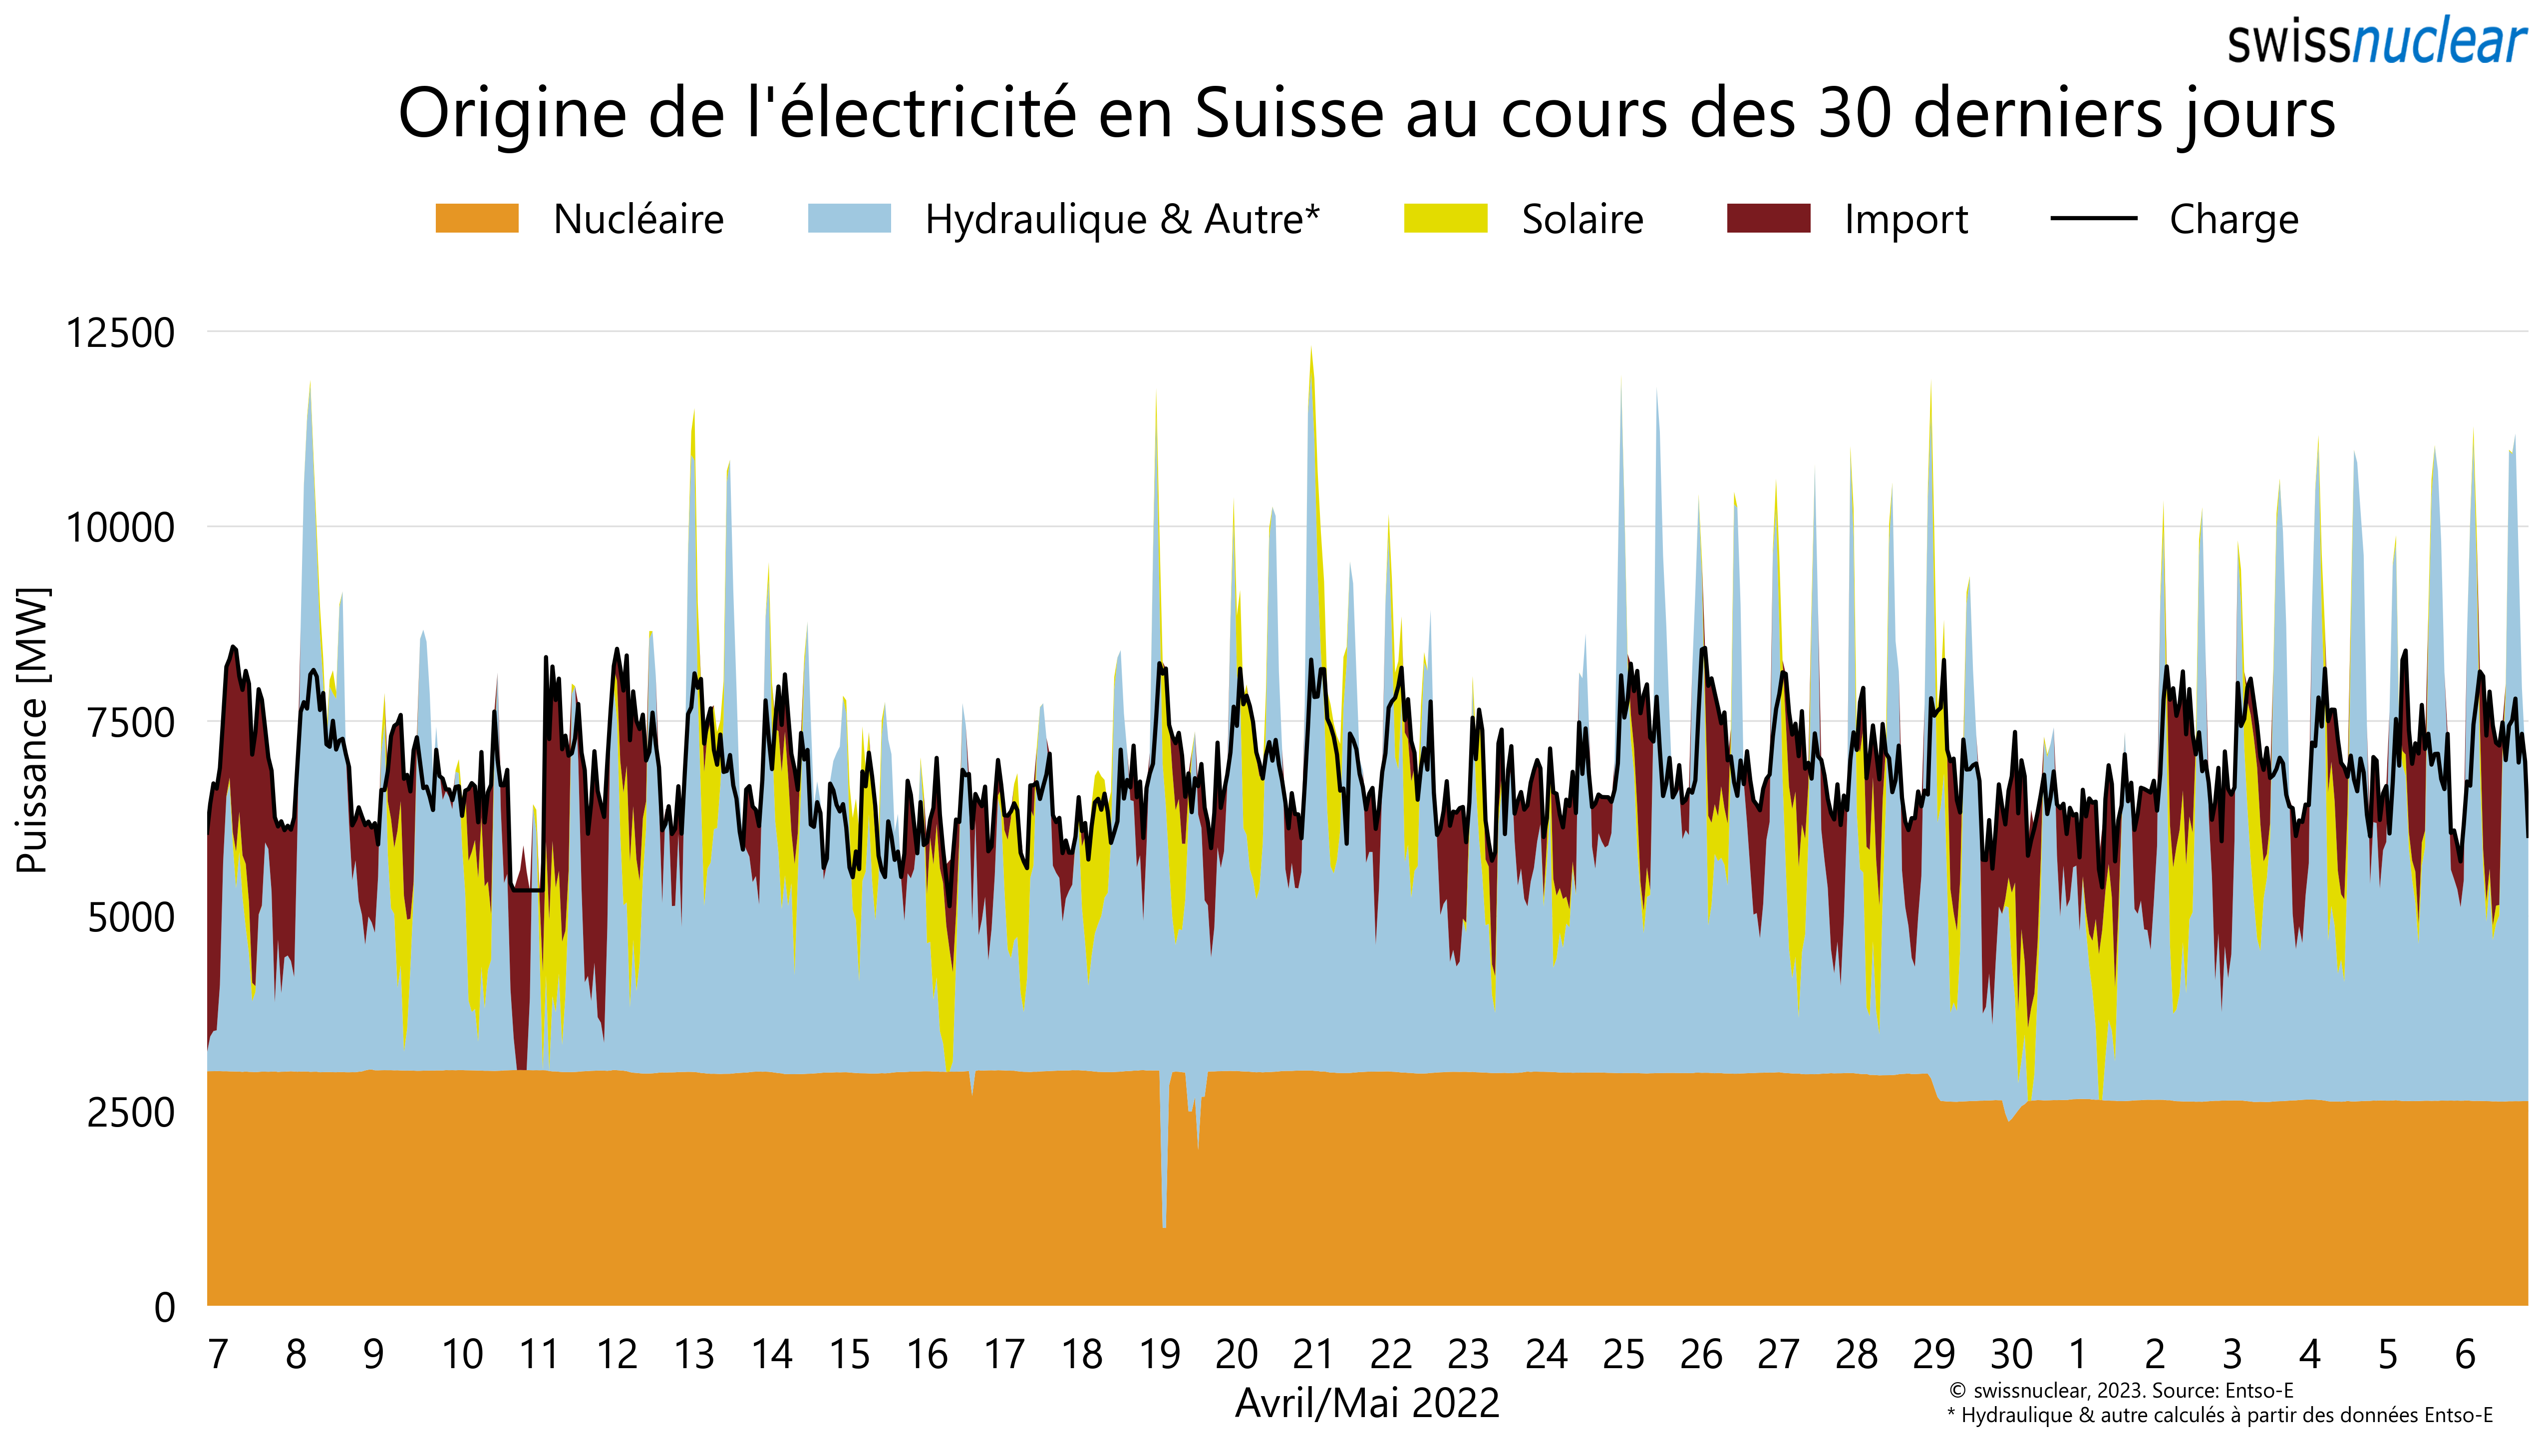 swissnuclear
Origine de l'électricité en Suisse au cours des 30 derniers jours
Nucléaire Hydraulique & Autre* Solaire Import Charge
Puissance [MW]
12500
10000
7500
5000
2500
0
7 8 9 10 11 12 13 14 15 16 17 18 19 20 21 22 23 24 25 26 27 28 29 30 1 2 3 4 5 6
Avril/Mai 2022
© swissnuclear, 2023. Source: Entso-E
* Hydraulique & autre calculés à partir des données Entso-E